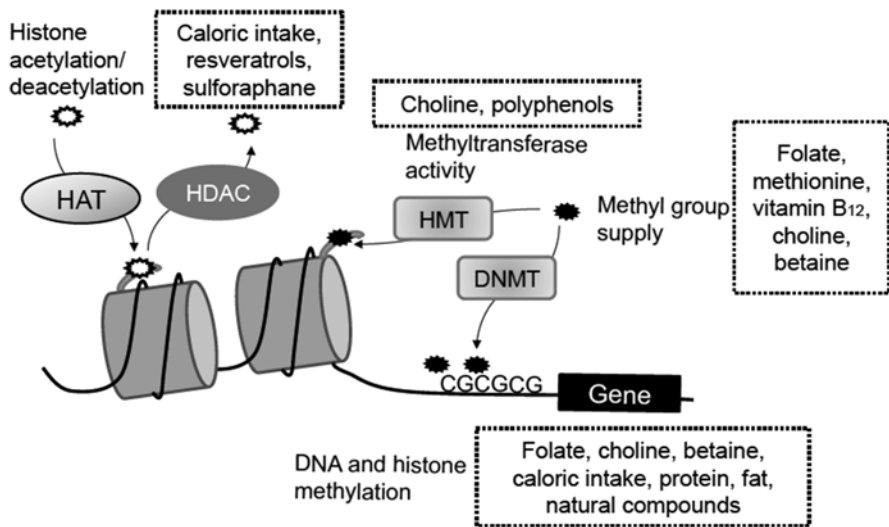 Histone
acetylation/
deacetylation
Caloric intake,
resveratrols,
sulforaphane
Choline, polyphenols
Methyltransferase
activity
HAT
HDAC
HMT
DNMT
Methyl group
supply
Folate,
methionine,
vitamin B12,
choline,
betaine
CGCGCG
Gene
DNA and histone
methylation
Folate, choline, betaine,
caloric intake, protein, fat,
natural compounds